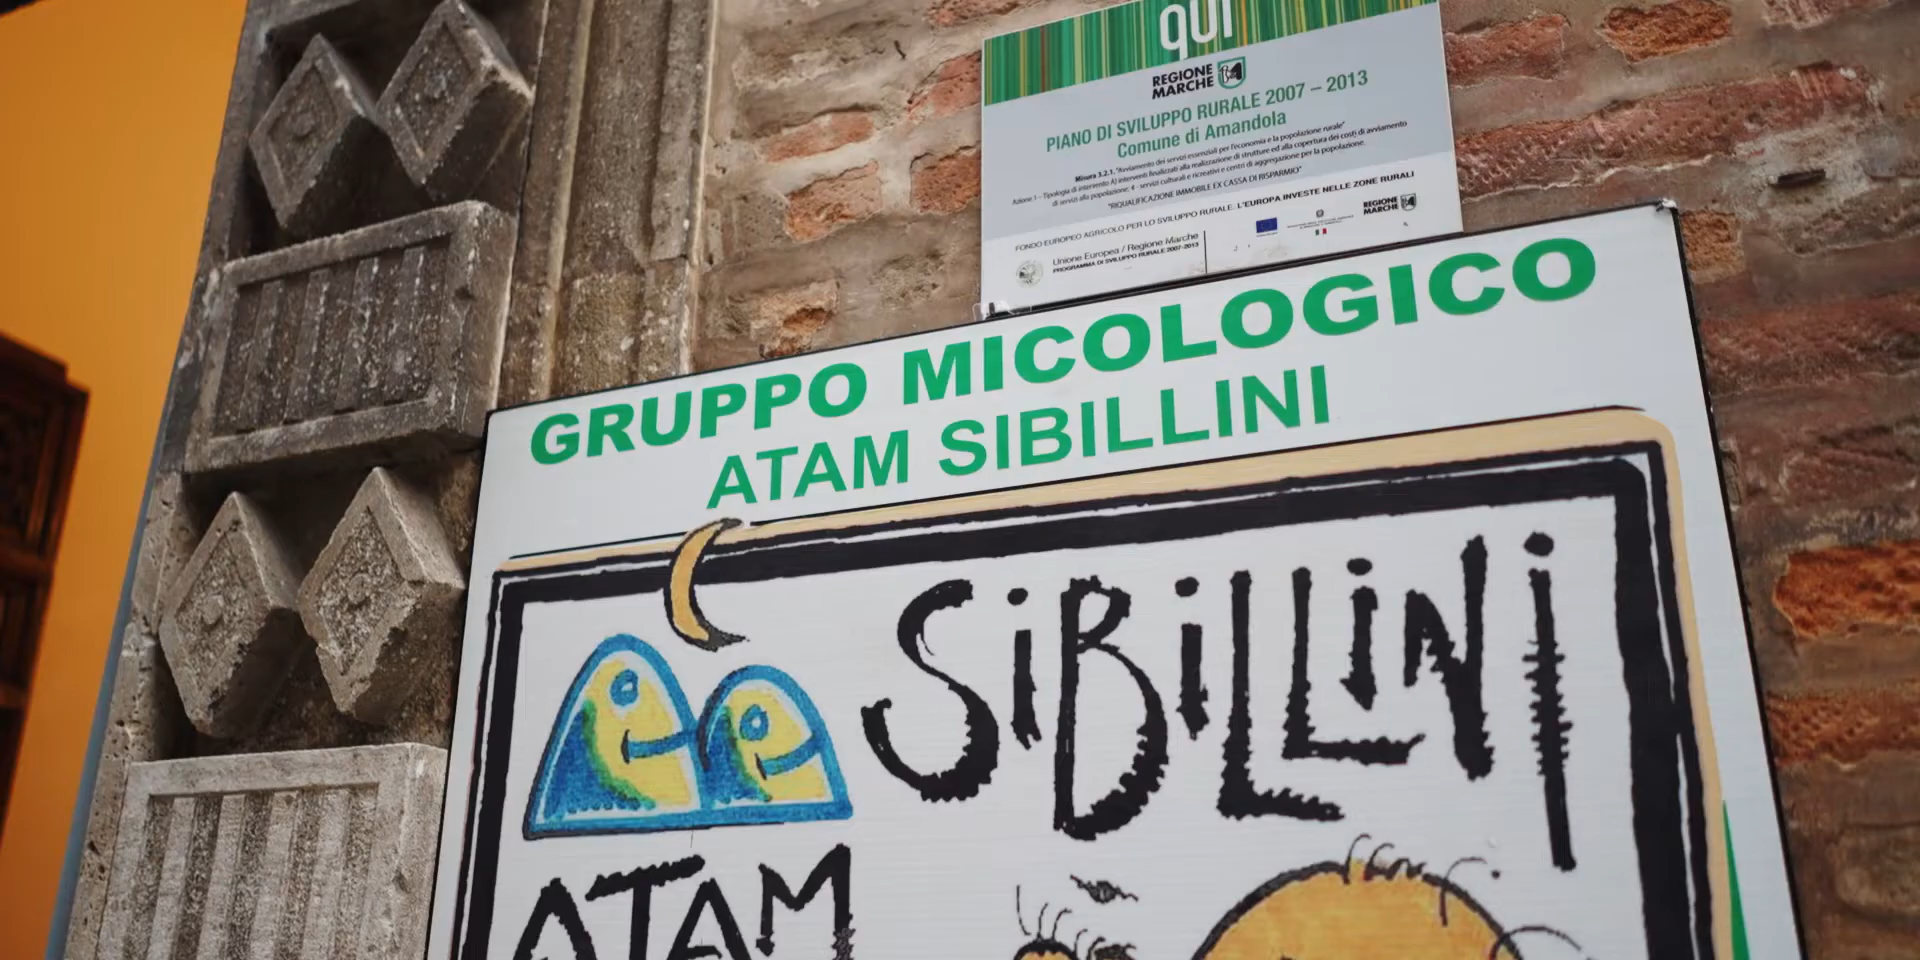 qui
REGIONE
MARCHE
PIANO DI SVILUPPO RURALE 2007 – 2013
Comune di Amandola
Misura 3.2.1. "Avviamento dei servizi essenziali per l'economia e la popolazione rurale"
Azione 1 - Tipologia di intervento A) interventi finalizzati alla realizzazione di strutture ed alla copertura dei costi di avviamento
di servizi alla popolazione; 4 - servizi culturali e ricreativi e centri di aggregazione per la popolazione.
"RIQUALIFICAZIONE IMMOBILE EX CASSA DI RISPARMIO"
FONDO EUROPEO AGRICOLO PER LO SVILUPPO RURALE: L'EUROPA INVESTE NELLE ZONE RURALI
Unione Europea / Regione Marche
PROGRAMMA DI SVILUPPO RURALE 2007-2013
REGIONE
MARCHE
GRUPPO MICOLOGICO
ATAM SIBILLINI
SiBiLLiNi
ATAM